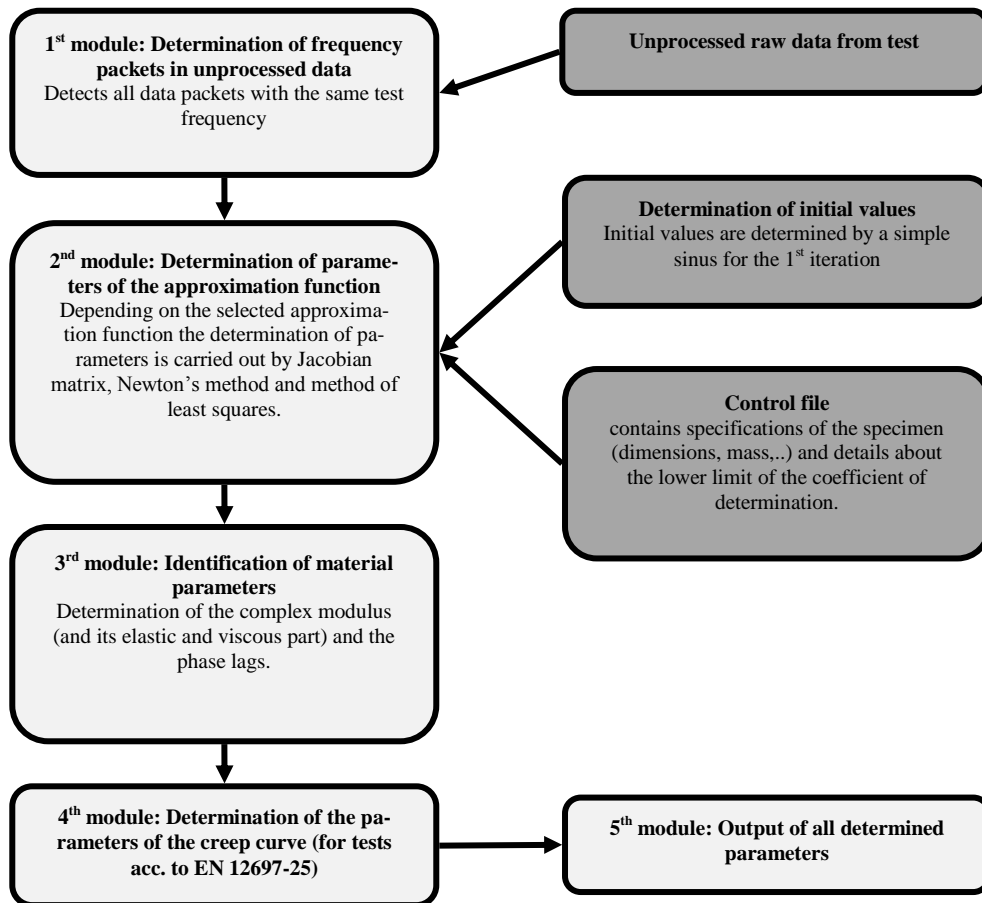 1st module: Determination of frequency
packets in unprocessed data
Detects all data packets with the same test
frequency
Unprocessed raw data from test
2nd module: Determination of parame-
ters of the approximation function
Depending on the selected approxima-
tion function the determination of pa-
rameters is carried out by Jacobian
matrix, Newton’s method and method of
least squares.
Determination of initial values
Initial values are determined by a simple
sinus for the 1st iteration
Control file
contains specifications of the specimen
(dimensions, mass,..) and details about
the lower limit of the coefficient of
determination.
3rd module: Identification of material
parameters
Determination of the complex modulus
(and its elastic and viscous part) and the
phase lags.
4th module: Determination of the pa-
rameters of the creep curve (for tests
acc. to EN 12697-25)
5th module: Output of all determined
parameters